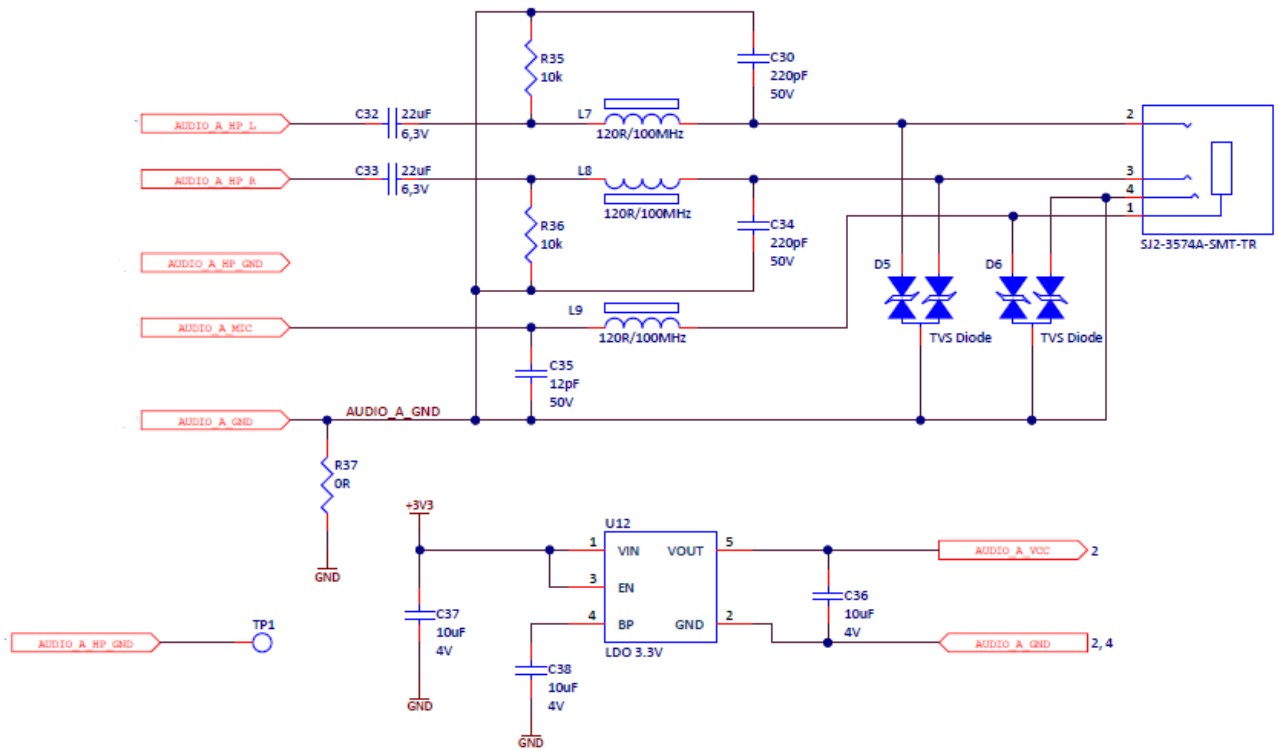 R35
10k
C30
220pF
50V
AUDIO_A_HP_L
C32
22uF
6,3V
L7
120R/100MHz
2
AUDIO_A_HP_R
C33
22uF
6,3V
L8
120R/100MHz
3
4
1
SJ2-3574A-SMT-TR
R36
10k
C34
220pF
50V
AUDIO_A_HP_GND
D5
TVS Diode
D6
TVS Diode
AUDIO_A_MIC
L9
120R/100MHz
C35
12pF
50V
AUDIO_A_GND
AUDIO_A_GND
R37
0R
GND
+3V3
U12
1
VIN
VOUT
5
3
EN
4
BP
GND
2
LDO 3.3V
AUDIO_A_VCC
2
C36
10uF
4V
AUDIO_A_GND
2, 4
C37
10uF
4V
GND
C38
10uF
4V
GND
AUDIO_A_HP_GND
TP1